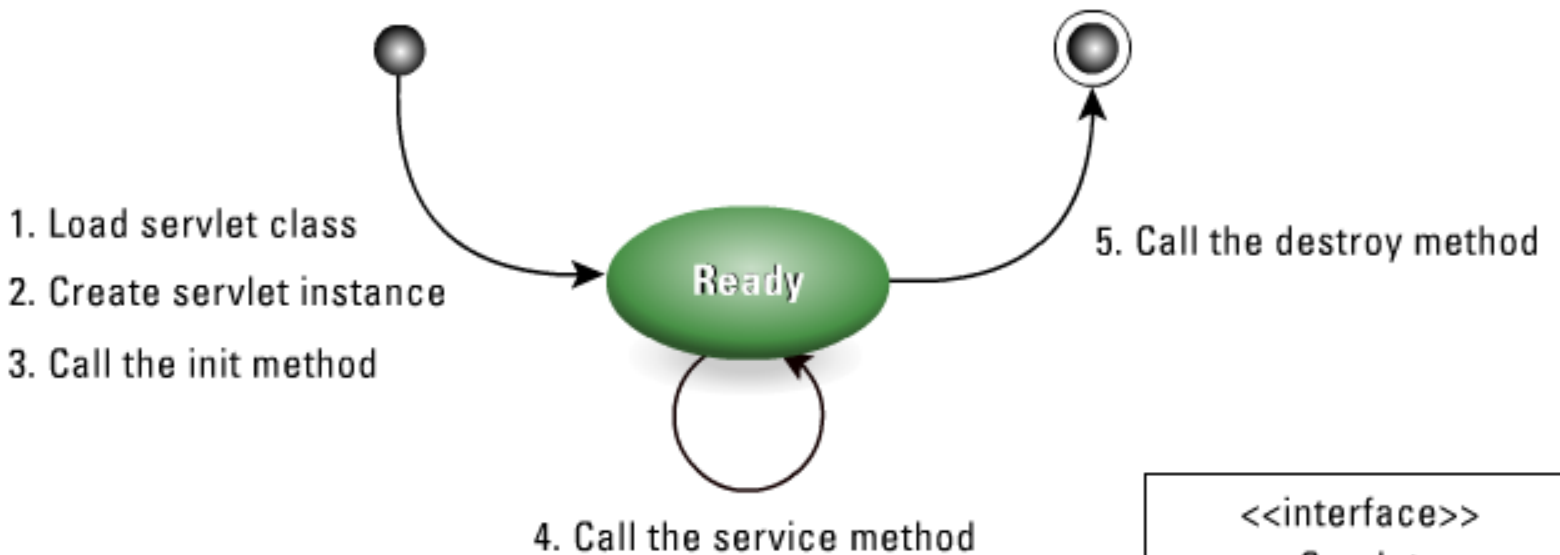 1. Load servlet class
2. Create servlet instance
3. Call the init method
Ready
5. Call the destroy method
4. Call the service method
<<interface>>